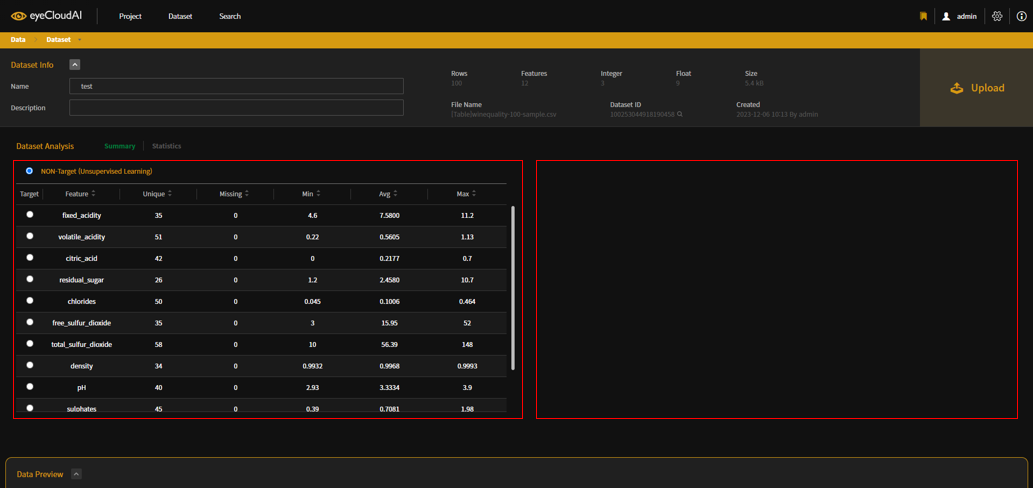 eyeCloudAI Project Dataset Search admin
Data Dataset
Dataset Info
Name test
Description
Rows Features Integer Float Size
100 12 3 9 5.4 kB
File Name Dataset ID Created
[Table]winequality-100-sample.csv 100253044918190458 2023-12-06 10:13 By admin
Upload
Dataset Analysis Summary Statistics
NON-Target (Unsupervised Learning)
Target Feature Unique Missing Min Avg Max
fixed_acidity 35 0 4.6 7.5800 11.2
volatile_acidity 51 0 0.22 0.5605 1.13
citric_acid 42 0 0 0.2177 0.7
residual_sugar 26 0 1.2 2.4580 10.7
chlorides 50 0 0.045 0.1006 0.464
free_sulfur_dioxide 35 0 3 15.95 52
total_sulfur_dioxide 58 0 10 56.39 148
density 34 0 0.9932 0.9968 0.9993
pH 40 0 2.93 3.3334 3.9
sulphates 45 0 0.39 0.7081 1.98
Data Preview